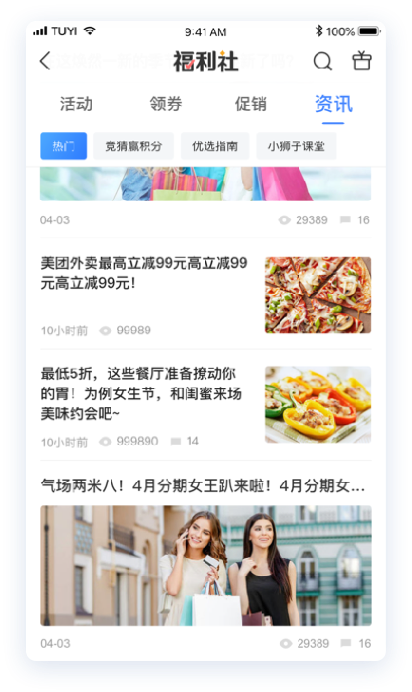 TUYI 9:41 AM 100%
福利社
活动 领券 促销 资讯
热门 竞猜赢积分 优选指南 小狮子课堂
04-03 29389 16
美团外卖最高立减99元高立减99
元高立减99元！
10小时前 99989
最低5折，这些餐厅准备撩动你
的胃！为例女生节，和闺蜜来场
美味约会吧~
10小时前 999890 14
气场两米八！4月分期女王趴来啦！4月分期女...
04-03 29389 16